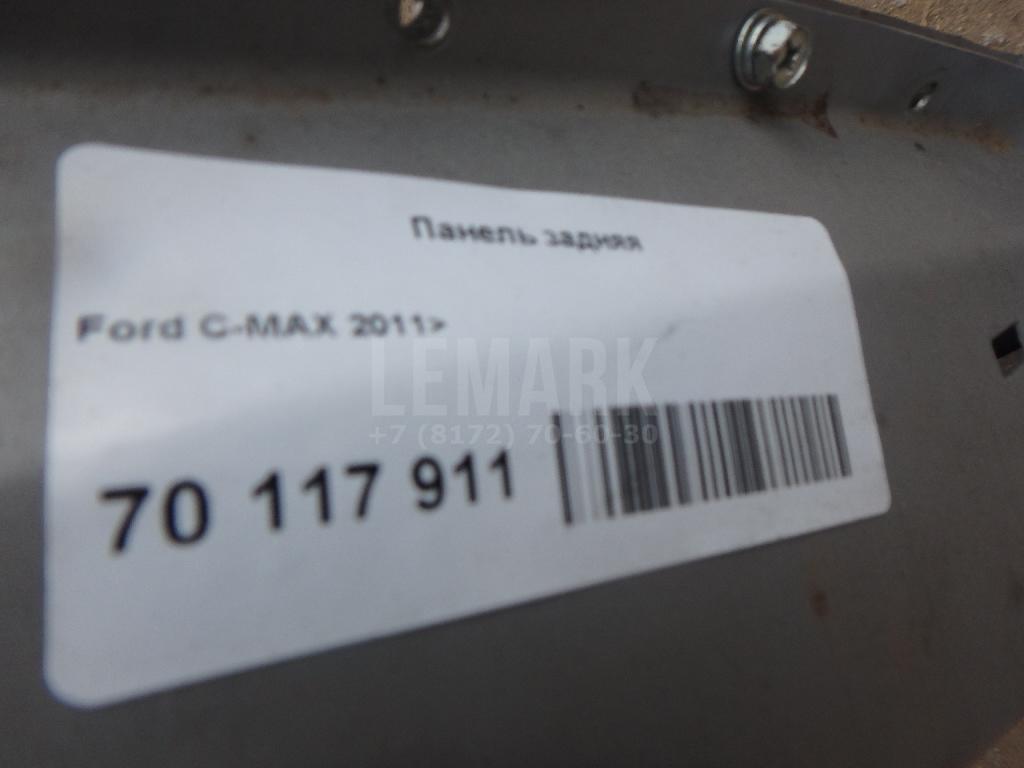 Панель задняя
Ford C-MAX 2011>
LEMARK
+7 (8172) 70-60-30
70 117 911